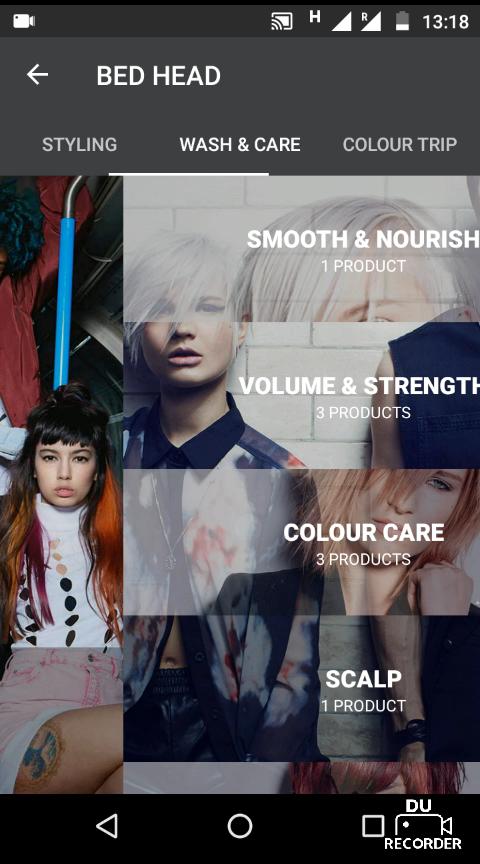 H
R
13:18
BED HEAD
STYLING
WASH & CARE
COLOUR TRIP
SMOOTH & NOURISH
1 PRODUCT
VOLUME & STRENGTH
3 PRODUCTS
COLOUR CARE
3 PRODUCTS
SCALP
1 PRODUCT
DU
RECORDER